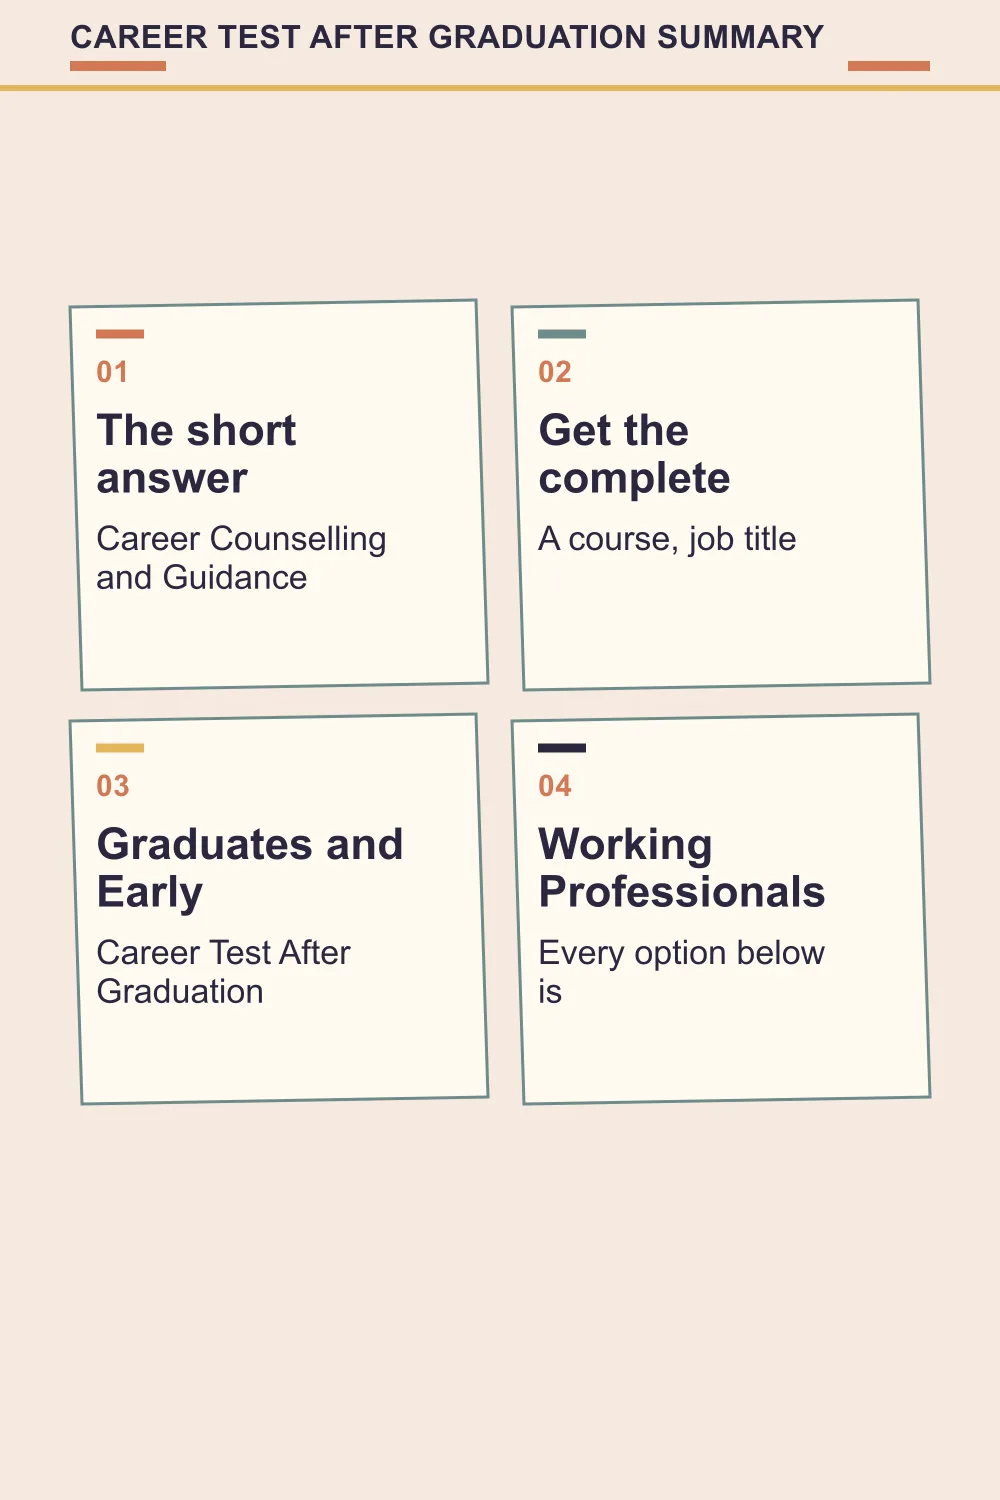 CAREER TEST AFTER GRADUATION SUMMARY
01
The short
answer
Career Counselling
and Guidance
02
Get the
complete
A course, job title
03
Graduates and
Early
Career Test After
Graduation
04
Working
Professionals
Every option below
is